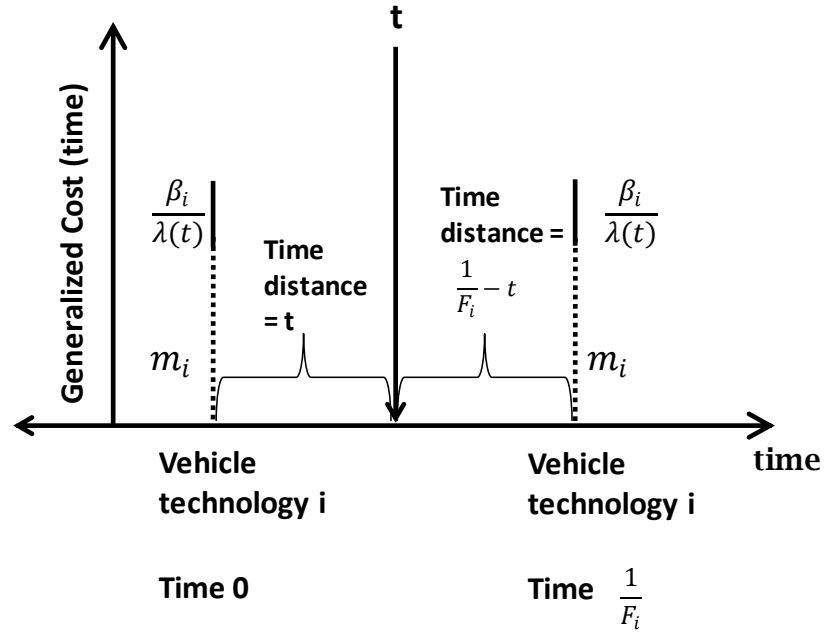 t
Generalized Cost (time)
β_i/λ(t)
Time
distance
= t
Time
distance =
1/F_i − t
β_i/λ(t)
m_i
m_i
time
Vehicle
technology i
Vehicle
technology i
Time 0
Time 1/F_i